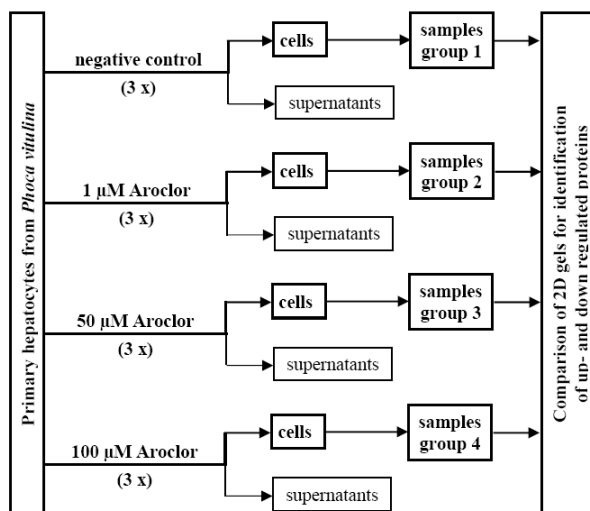 Primary hepatocytes from Phoca vitulina
negative control
(3 x)
cells
samples
group 1
supernatants
1 µM Aroclor
(3 x)
cells
samples
group 2
supernatants
50 µM Aroclor
(3 x)
cells
samples
group 3
supernatants
100 µM Aroclor
(3 x)
cells
samples
group 4
supernatants
Comparison of 2D gels for identification
of up- and down regulated proteins